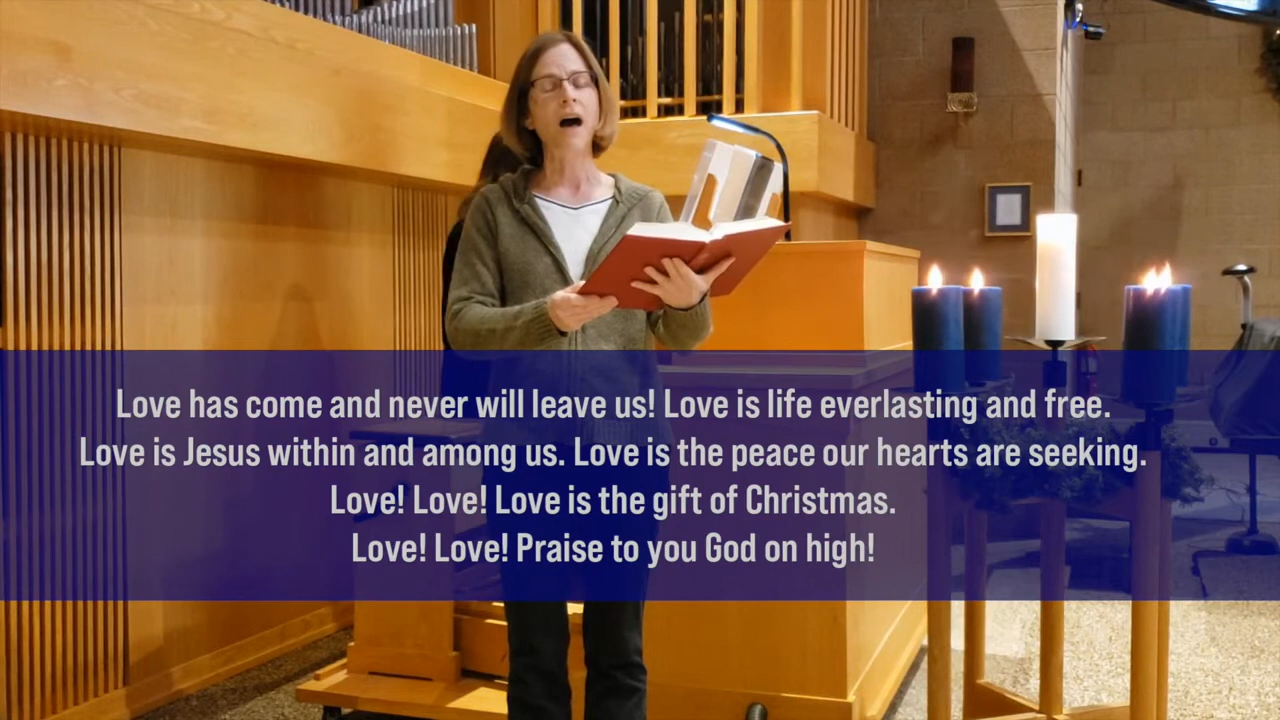 Love has come and never will leave us! Love is life everlasting and free.
Love is Jesus within and among us. Love is the peace our hearts are seeking.
Love! Love! Love is the gift of Christmas.
Love! Love! Praise to you God on high!